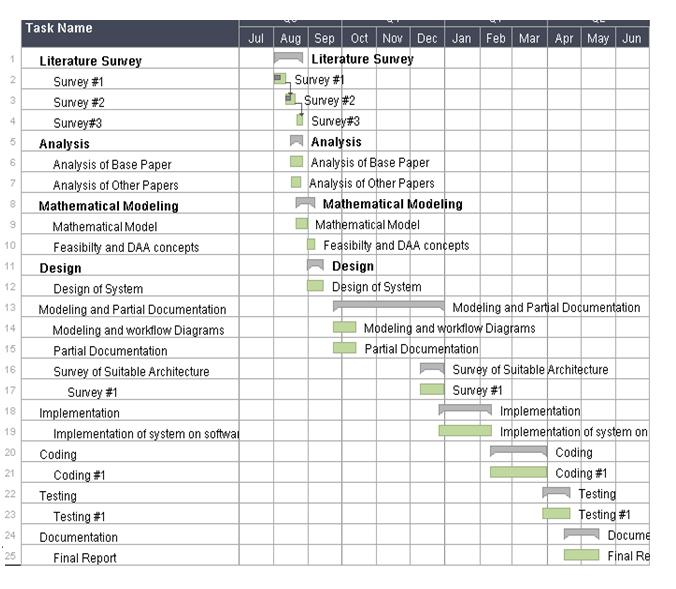 Task Name
Jul Aug Sep Oct Nov Dec Jan Feb Mar Apr May Jun
1 Literature Survey Literature Survey
2 Survey #1 Survey #1
3 Survey #2 Survey #2
4 Survey#3 Survey#3
5 Analysis Analysis
6 Analysis of Base Paper Analysis of Base Paper
7 Analysis of Other Papers Analysis of Other Papers
8 Mathematical Modeling Mathematical Modeling
9 Mathematical Model Mathematical Model
10 Feasibilty and DAA concepts Feasibilty and DAA concepts
11 Design Design
12 Design of System Design of System
13 Modeling and Partial Documentation Modeling and Partial Documentation
14 Modeling and workflow Diagrams Modeling and workflow Diagrams
15 Partial Documentation Partial Documentation
16 Survey of Suitable Architecture Survey of Suitable Architecture
17 Survey #1 Survey #1
18 Implementation Implementation
19 Implementation of system on softwar Implementation of system on
20 Coding Coding
21 Coding #1 Coding #1
22 Testing Testing
23 Testing #1 Testing #1
24 Documentation Docume
25 Final Report Final Re